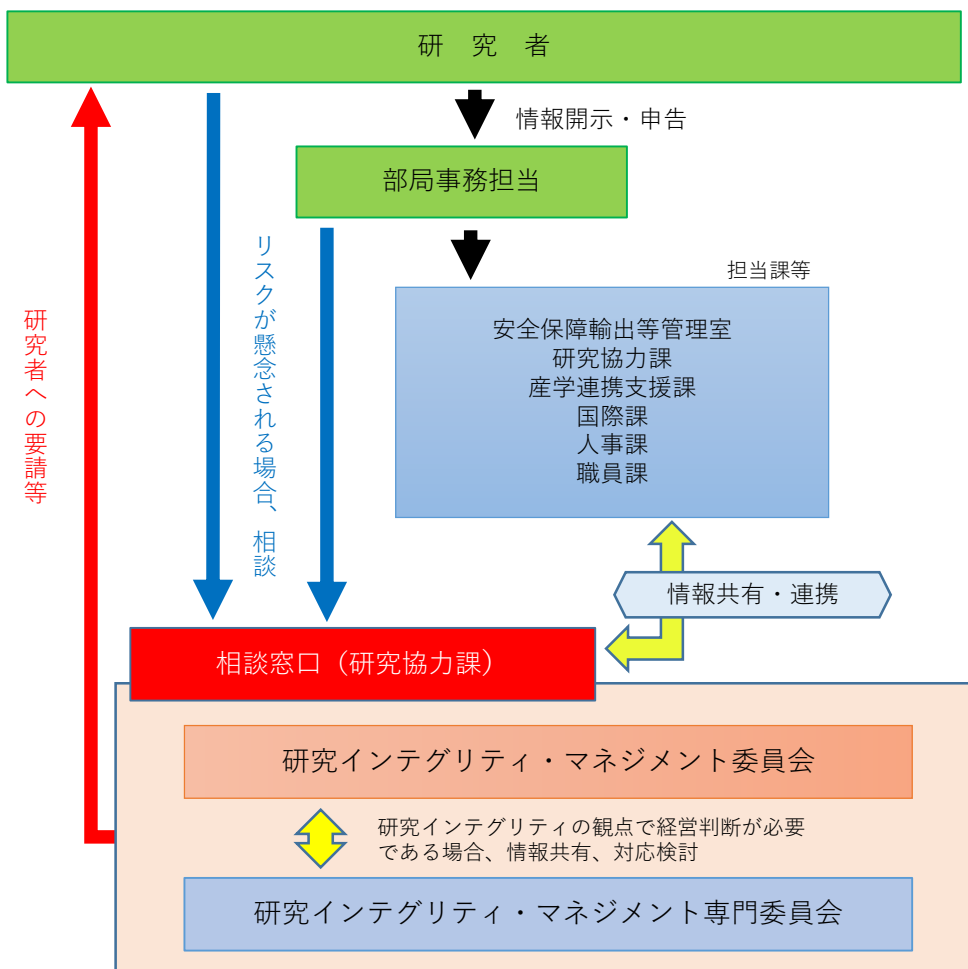 研　究　者
情報開示・申告
部局事務担当
担当課等
安全保障輸出等管理室
研究協力課
産学連携支援課
国際課
人事課
職員課
リスクが懸念される場合、相談
研究者への要請等
情報共有・連携
相談窓口（研究協力課）
研究インテグリティ・マネジメント委員会
研究インテグリティの観点で経営判断が必要
である場合、情報共有、対応検討
研究インテグリティ・マネジメント専門委員会